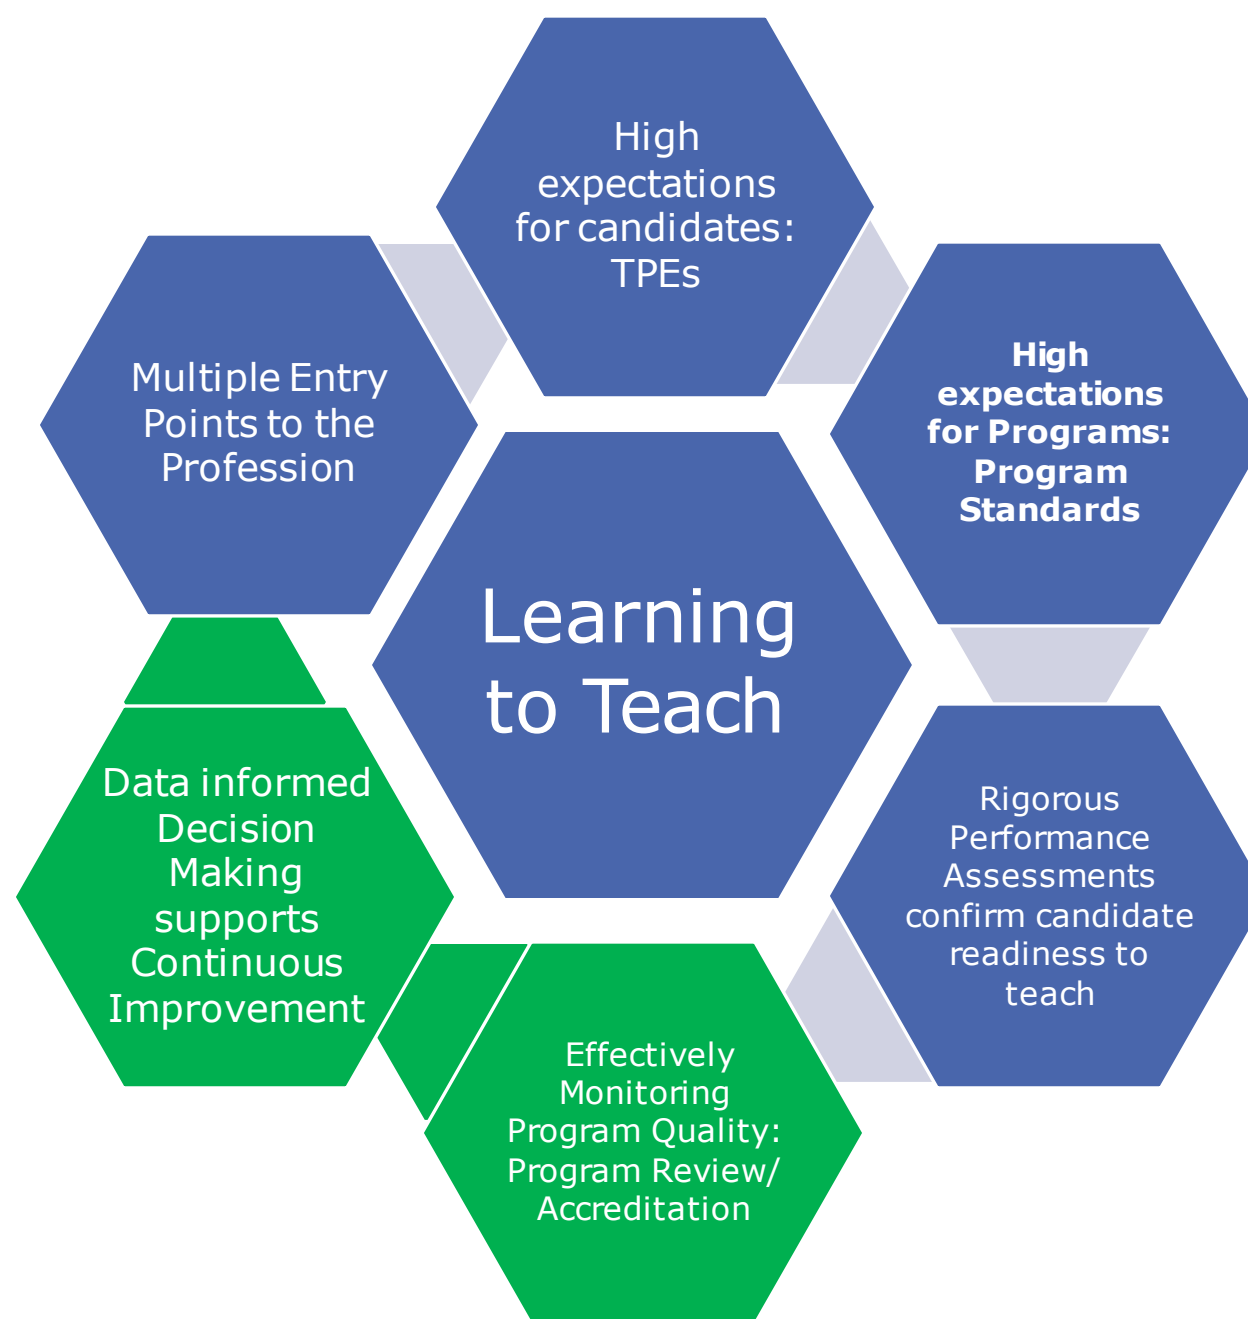 High
expectations
for candidates:
TPEs
High
expectations
for Programs:
Program
Standards
Rigorous
Performance
Assessments
confirm candidate
readiness to
teach
Effectively
Monitoring
Program Quality:
Program Review/
Accreditation
Data informed
Decision
Making
supports
Continuous
Improvement
Multiple Entry
Points to the
Profession
Learning
to Teach